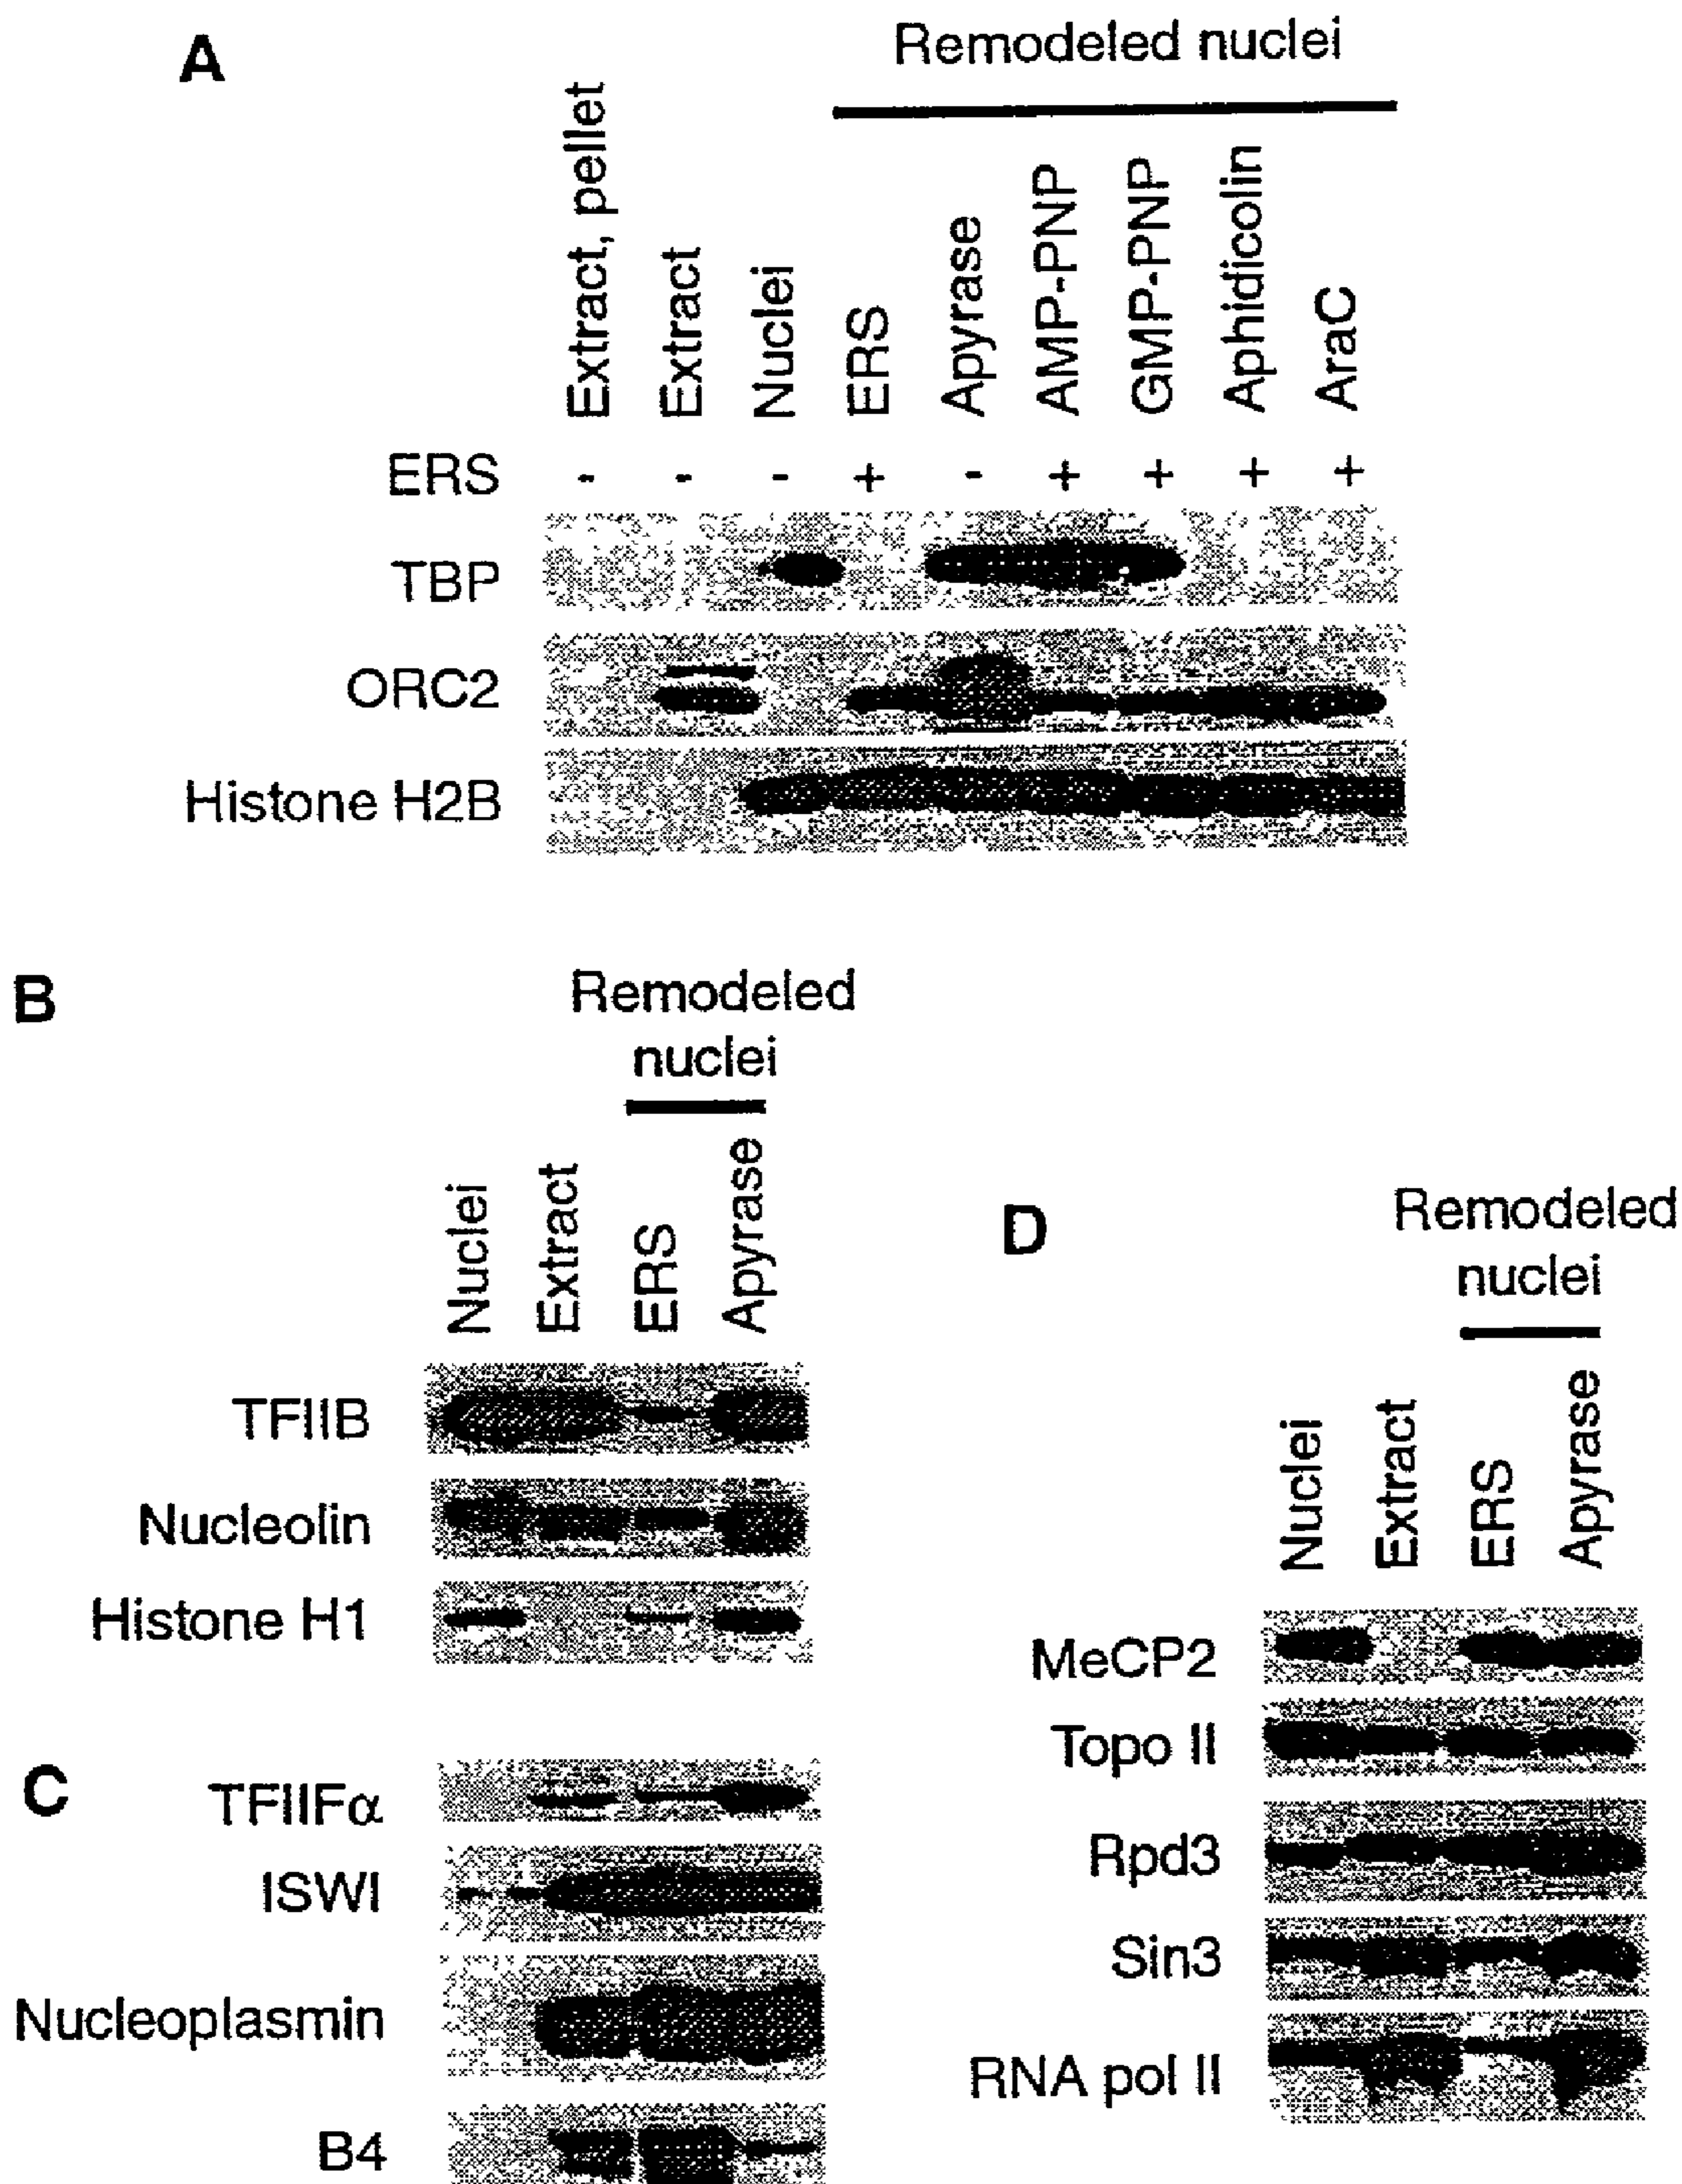 A
Remodeled nuclei
Extract, pellet
Extract
Nuclei
ERS
Apyrase
AMP-PNP
GMP-PNP
Aphidicolin
AraC
ERS - - - + - + + + +
TBP
ORC2
Histone H2B
B
Remodeled
nuclei
Nuclei
Extract
ERS
Apyrase
TFIIB
Nucleolin
Histone H1
C
TFIIFα
ISWI
Nucleoplasmin
B4
D
Remodeled
nuclei
Nuclei
Extract
ERS
Apyrase
MeCP2
Topo II
Rpd3
Sin3
RNA pol II